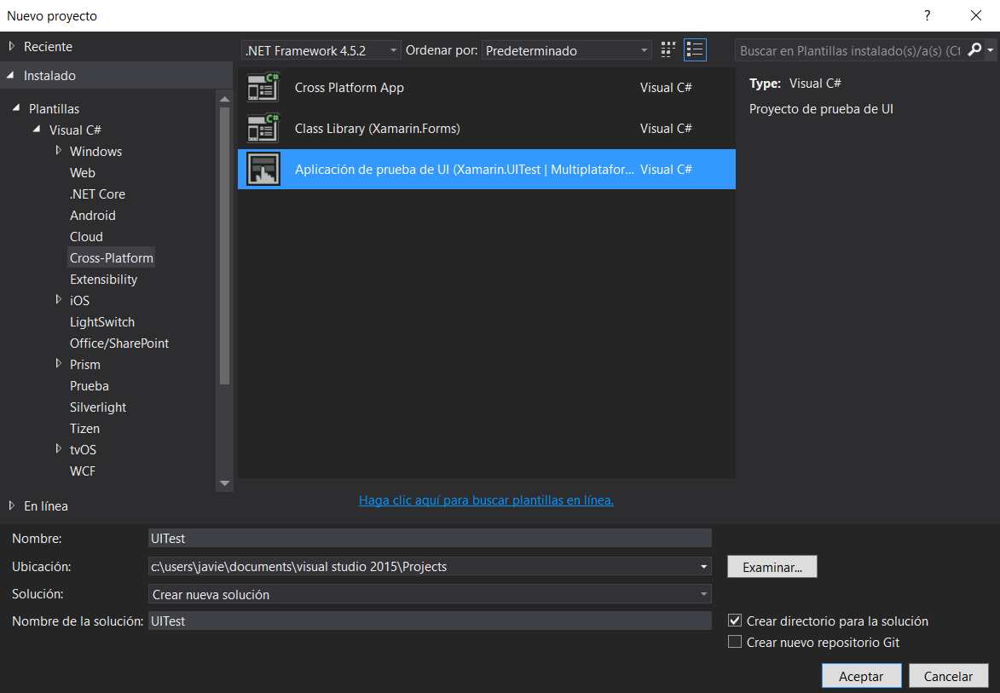 Nuevo proyecto
?
Reciente
Instalado
Plantillas
Visual C#
Windows
Web
.NET Core
Android
Cloud
Cross-Platform
Extensibility
iOS
LightSwitch
Office/SharePoint
Prism
Prueba
Silverlight
Tizen
tvOS
WCF
En línea
.NET Framework 4.5.2 Ordenar por: Predeterminado
C# Cross Platform App Visual C#
C# Class Library (Xamarin.Forms) Visual C#
Aplicación de prueba de UI (Xamarin.UITest | Multiplatafor... Visual C#
Haga clic aquí para buscar plantillas en línea.
Buscar en Plantillas instalado(s)/a(s) (Ct
Type: Visual C#
Proyecto de prueba de UI
Nombre: UITest
Ubicación: c:\users\javie\documents\visual studio 2015\Projects Examinar...
Solución: Crear nueva solución
Nombre de la solución: UITest
Crear directorio para la solución
Crear nuevo repositorio Git
Aceptar Cancelar